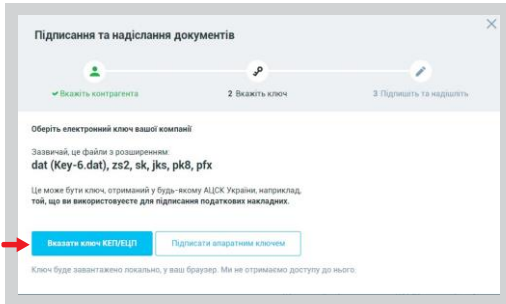 Підписання та надіслання документів
Вкажіть контрагента
2 Вкажіть ключ
3 Підпишіть та надішліть
Оберіть електронний ключ вашої компанії
Зазвичай, це файли з розширенням:
dat (Key-6.dat), zs2, sk, jks, pk8, pfx
Це може бути ключ, отриманий у будь-якому АЦСК України, наприклад,
той, що ви використовуєте для підписання податкових накладних.
Вказати ключ КЕП/ЕЦП
Підписати апаратним ключем
Ключ буде завантажено локально, у ваш браузер. Ми не отримаємо доступу до нього.